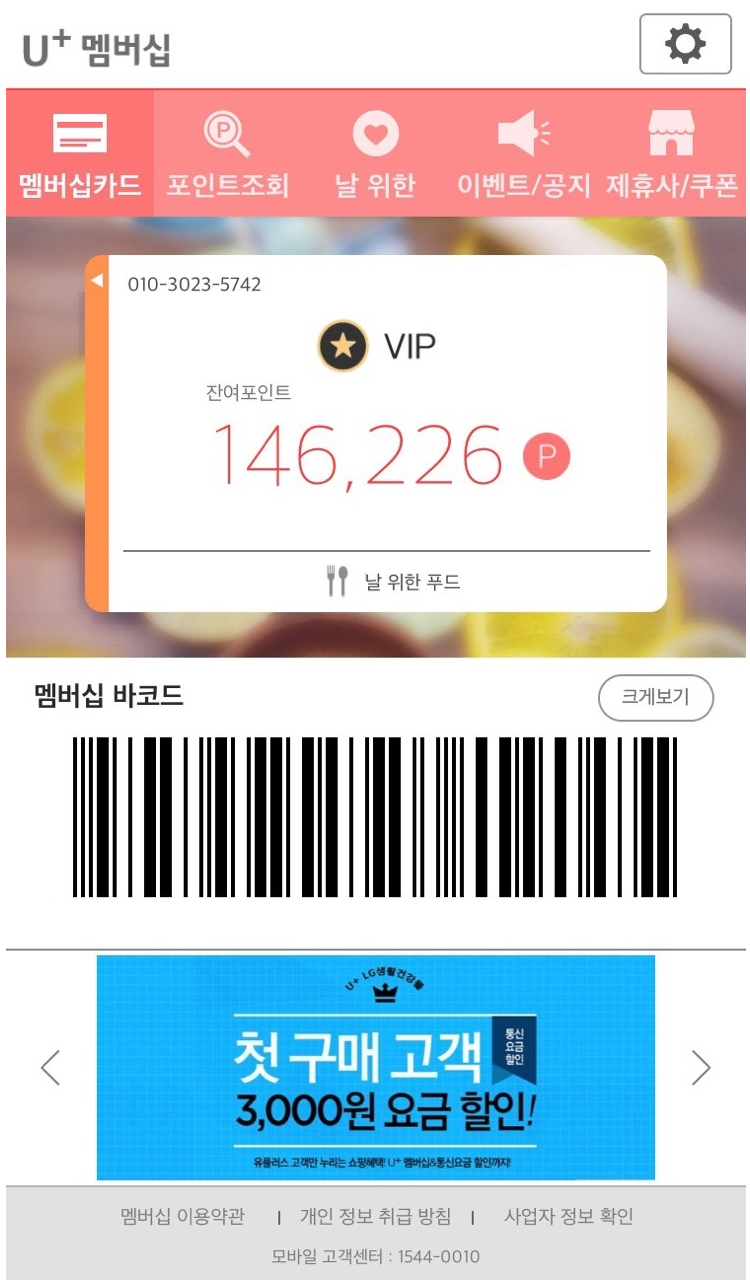 U⁺ 멤버십
멤버십카드 포인트조회 날 위한 이벤트/공지 제휴사/쿠폰
010-3023-5742
VIP
잔여포인트
146,226 P
날 위한 푸드
멤버십 바코드
크게보기
U+ LG생활건강몰
첫 구매 고객
통신
요금
할인
3,000원 요금 할인!
유플러스 고객만 누리는 쇼핑혜택! U⁺ 멤버십&통신요금 할인까지!
멤버십 이용약관 | 개인 정보 취급 방침 | 사업자 정보 확인
모바일 고객센터 : 1544-0010